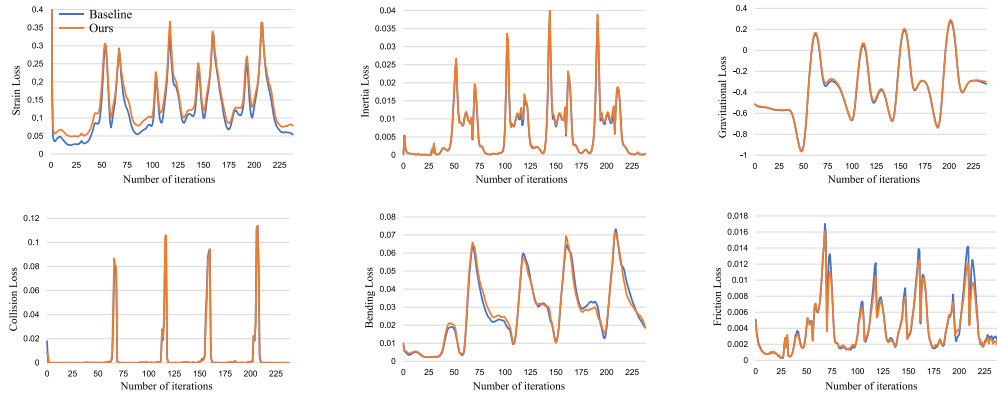 Baseline
Ours
Strain Loss
0.4
0.35
0.3
0.25
0.2
0.15
0.1
0.05
0
0 25 50 75 100 125 150 175 200 225
Number of iterations
Inertia Loss
0.04
0.035
0.03
0.025
0.02
0.015
0.01
0.005
0
0 25 50 75 100 125 150 175 200 225
Number of iterations
Gravitational Loss
0.4
0.2
0
-0.2
-0.4
-0.6
-0.8
-1
0 25 50 75 100 125 150 175 200 225
Number of iterations
Collision Loss
0.12
0.1
0.08
0.06
0.04
0.02
0
0 25 50 75 100 125 150 175 200 225
Number of iterations
Bending Loss
0.08
0.07
0.06
0.05
0.04
0.03
0.02
0.01
0
0 25 50 75 100 125 150 175 200 225
Number of iterations
Friction Loss
0.018
0.016
0.014
0.012
0.01
0.008
0.006
0.004
0.002
0
0 25 50 75 100 125 150 175 200 225
Number of iterations